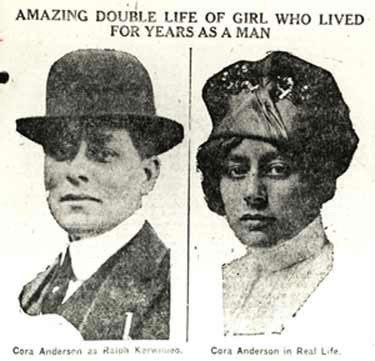 AMAZING DOUBLE LIFE OF GIRL WHO LIVED
FOR YEARS AS A MAN
Cora Anderson as Ralph Kerwinieo.
Cora Anderson in Real Life.